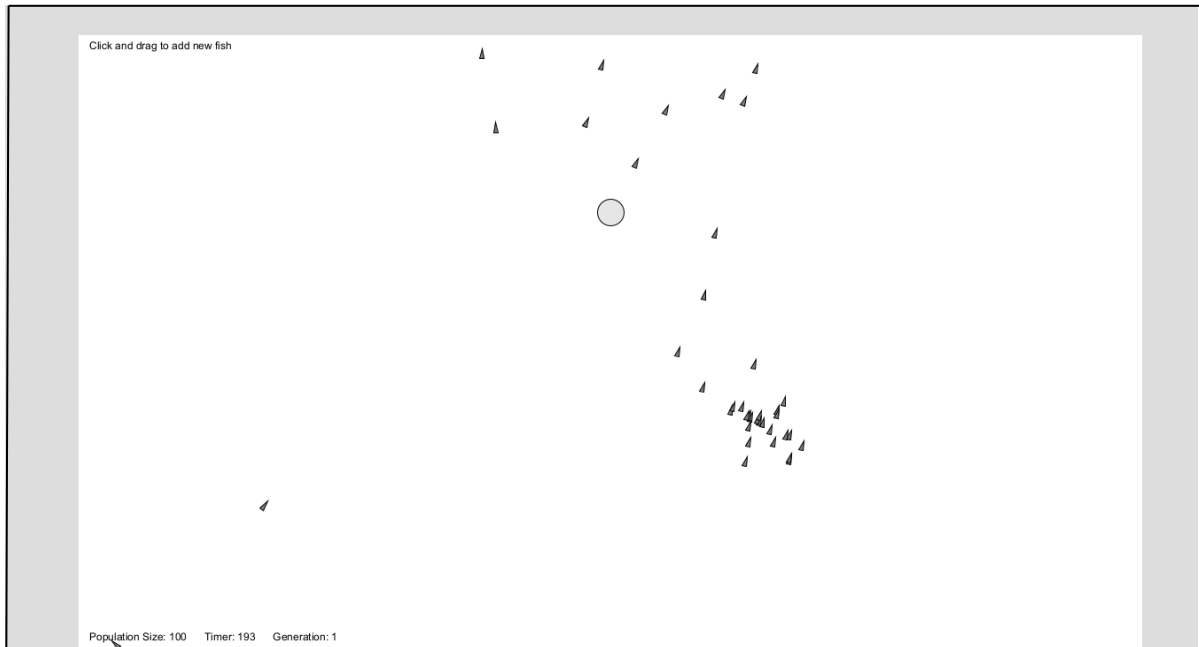 Click and drag to add new fish
Population Size: 100 Timer: 193 Generation: 1